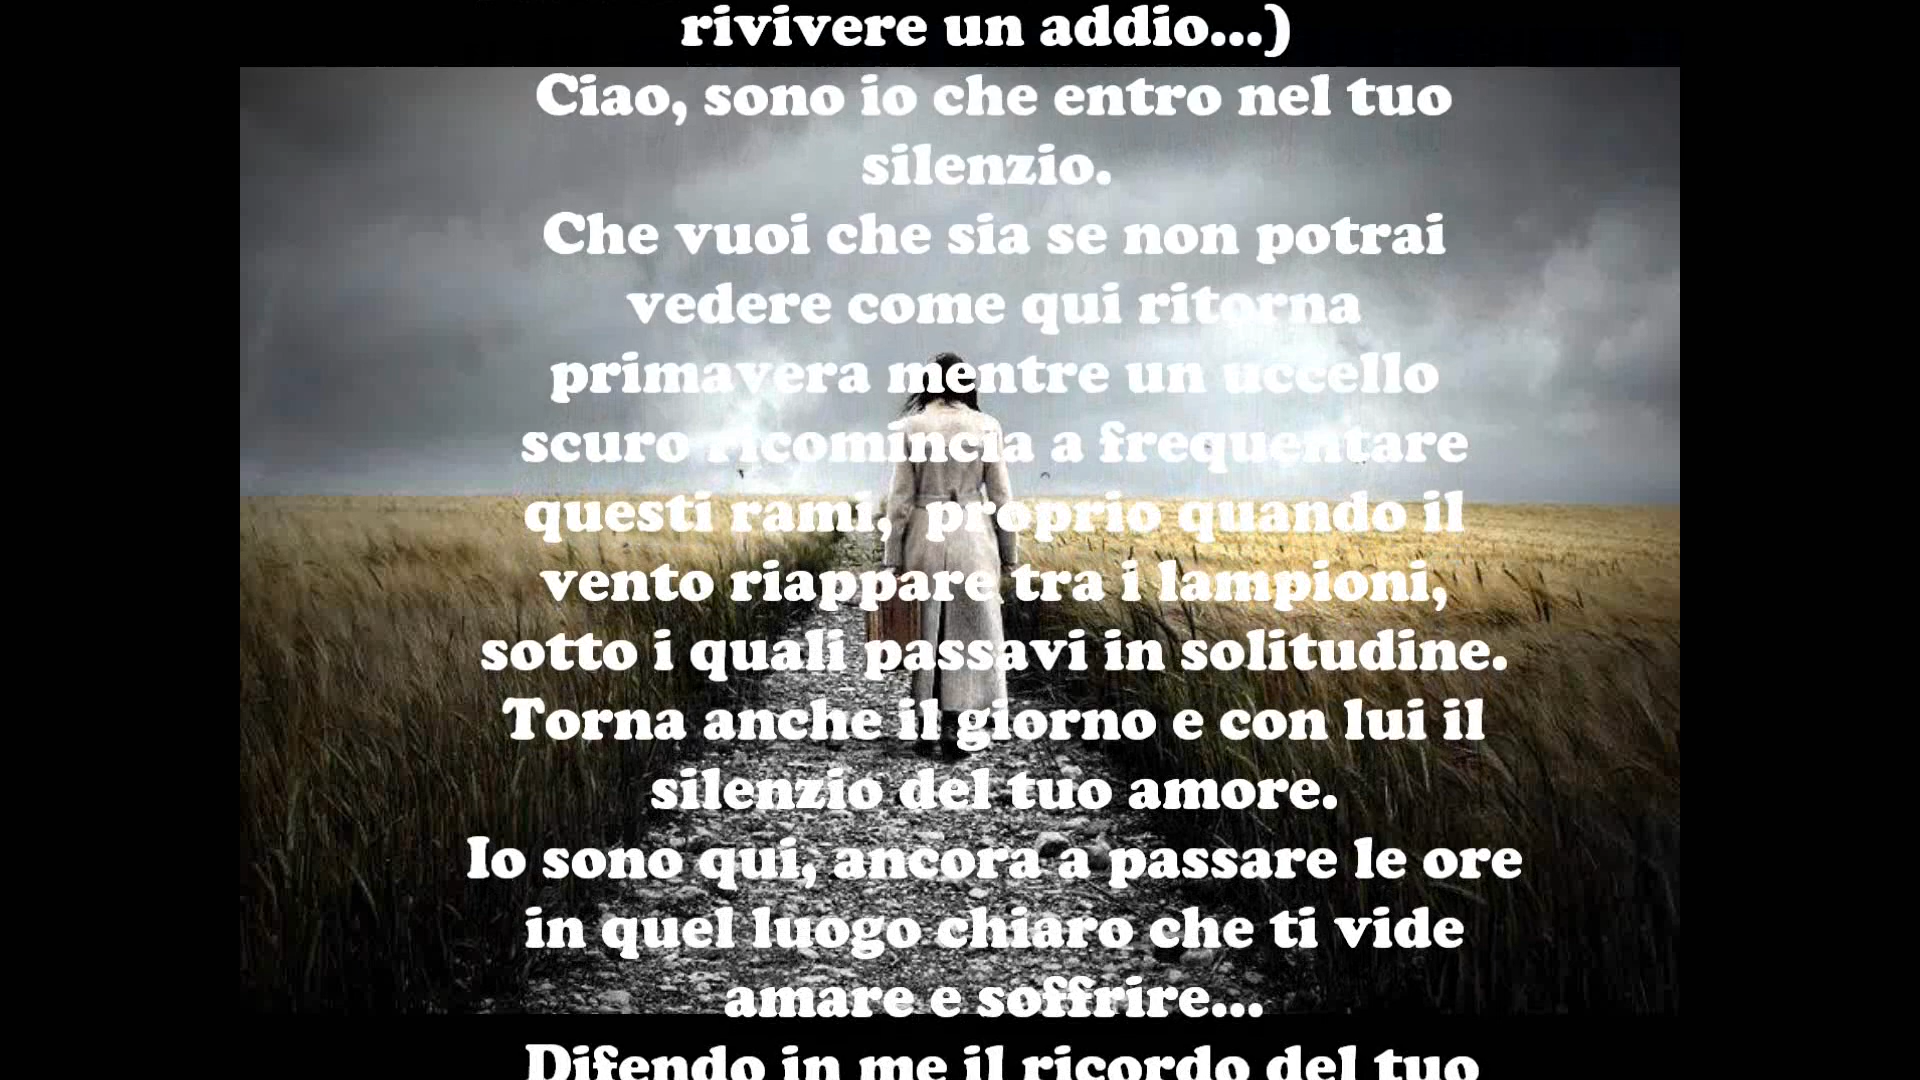 rivivere un addio...)
Ciao, sono io che entro nel tuo
silenzio.
Che vuoi che sia se non potrai
vedere come qui ritorna
primavera mentre un uccello
scuro ricomincia a frequentare
questi rami,  proprio quando il
vento riappare tra i lampioni,
sotto i quali passavi in solitudine.
Torna anche il giorno e con lui il
silenzio del tuo amore.
Io sono qui, ancora a passare le ore
in quel luogo chiaro che ti vide
amare e soffrire...
Difendo in me il ricordo del tuo